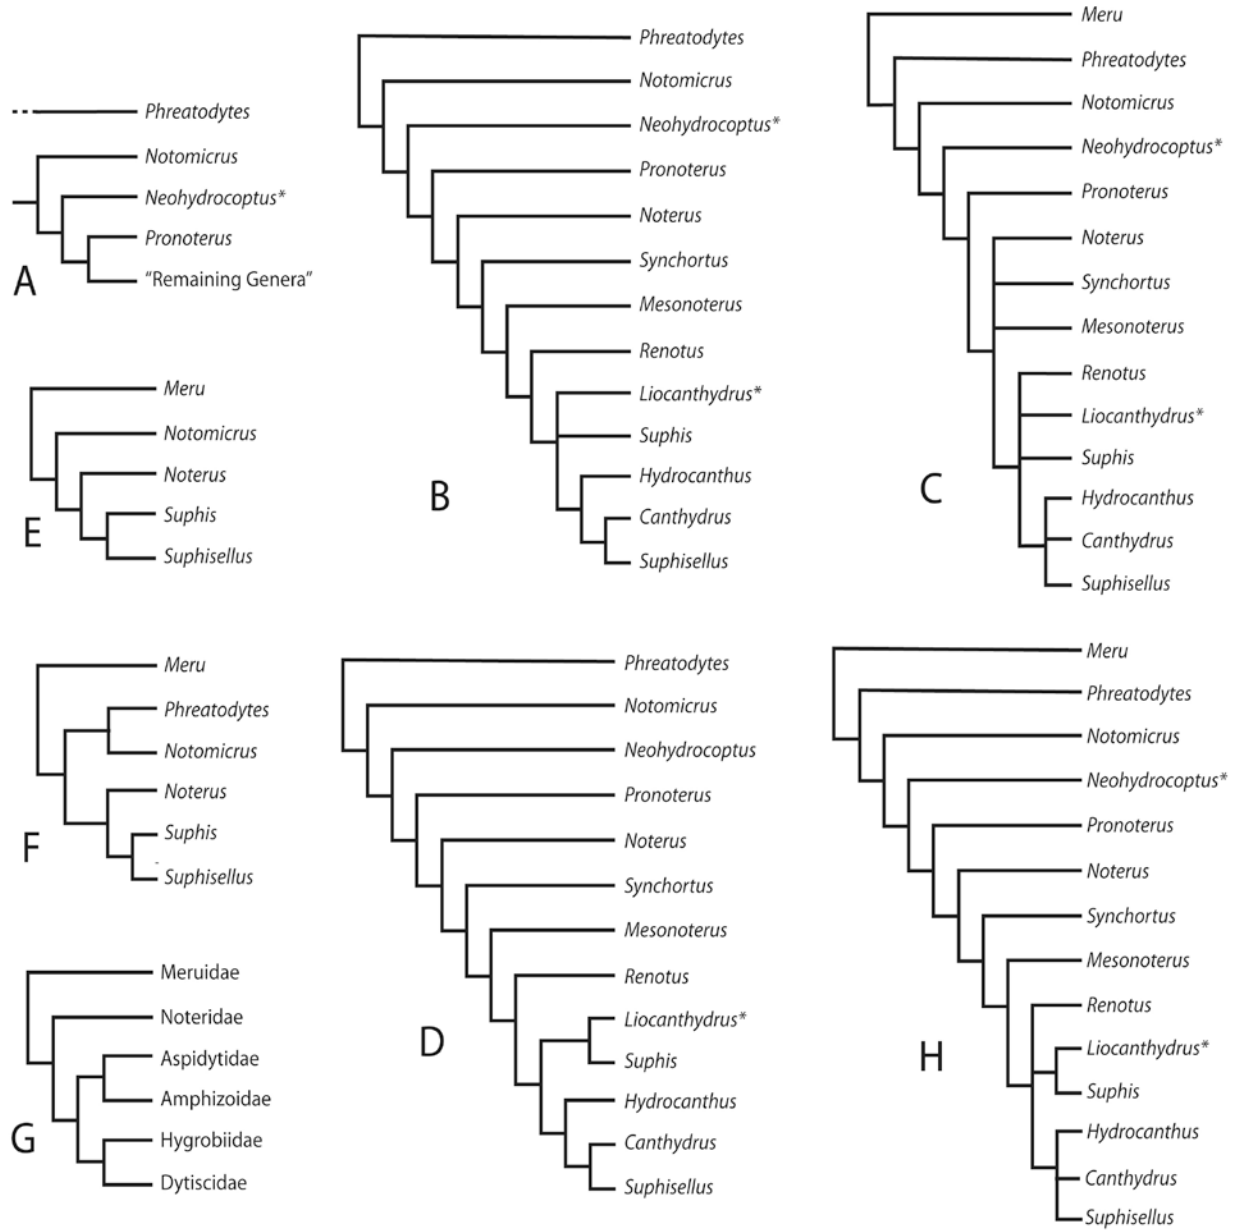 Phreatodytes
Notomicrus
Neohydrocoptus*
Pronoterus
"Remaining Genera"
A
Phreatodytes
Notomicrus
Neohydrocoptus*
Pronoterus
Noterus
Synchortus
Mesonoterus
Renotus
Liocanthydrus*
Suphis
Hydrocanthus
Canthydrus
Suphisellus
B
Meru
Phreatodytes
Notomicrus
Neohydrocoptus*
Pronoterus
Noterus
Synchortus
Mesonoterus
Renotus
Liocanthydrus*
Suphis
Hydrocanthus
Canthydrus
Suphisellus
C
Meru
Notomicrus
Noterus
Suphis
Suphisellus
E
Meru
Phreatodytes
Notomicrus
Noterus
Suphis
Suphisellus
F
Meruidae
Noteridae
Aspidytidae
Amphizoidae
Hygrobiidae
Dytiscidae
G
Phreatodytes
Notomicrus
Neohydrocoptus
Pronoterus
Noterus
Synchortus
Mesonoterus
Renotus
Liocanthydrus*
Suphis
Hydrocanthus
Canthydrus
Suphisellus
D
Meru
Phreatodytes
Notomicrus
Neohydrocoptus*
Pronoterus
Noterus
Synchortus
Mesonoterus
Renotus
Liocanthydrus*
Suphis
Hydrocanthus
Canthydrus
Suphisellus
H